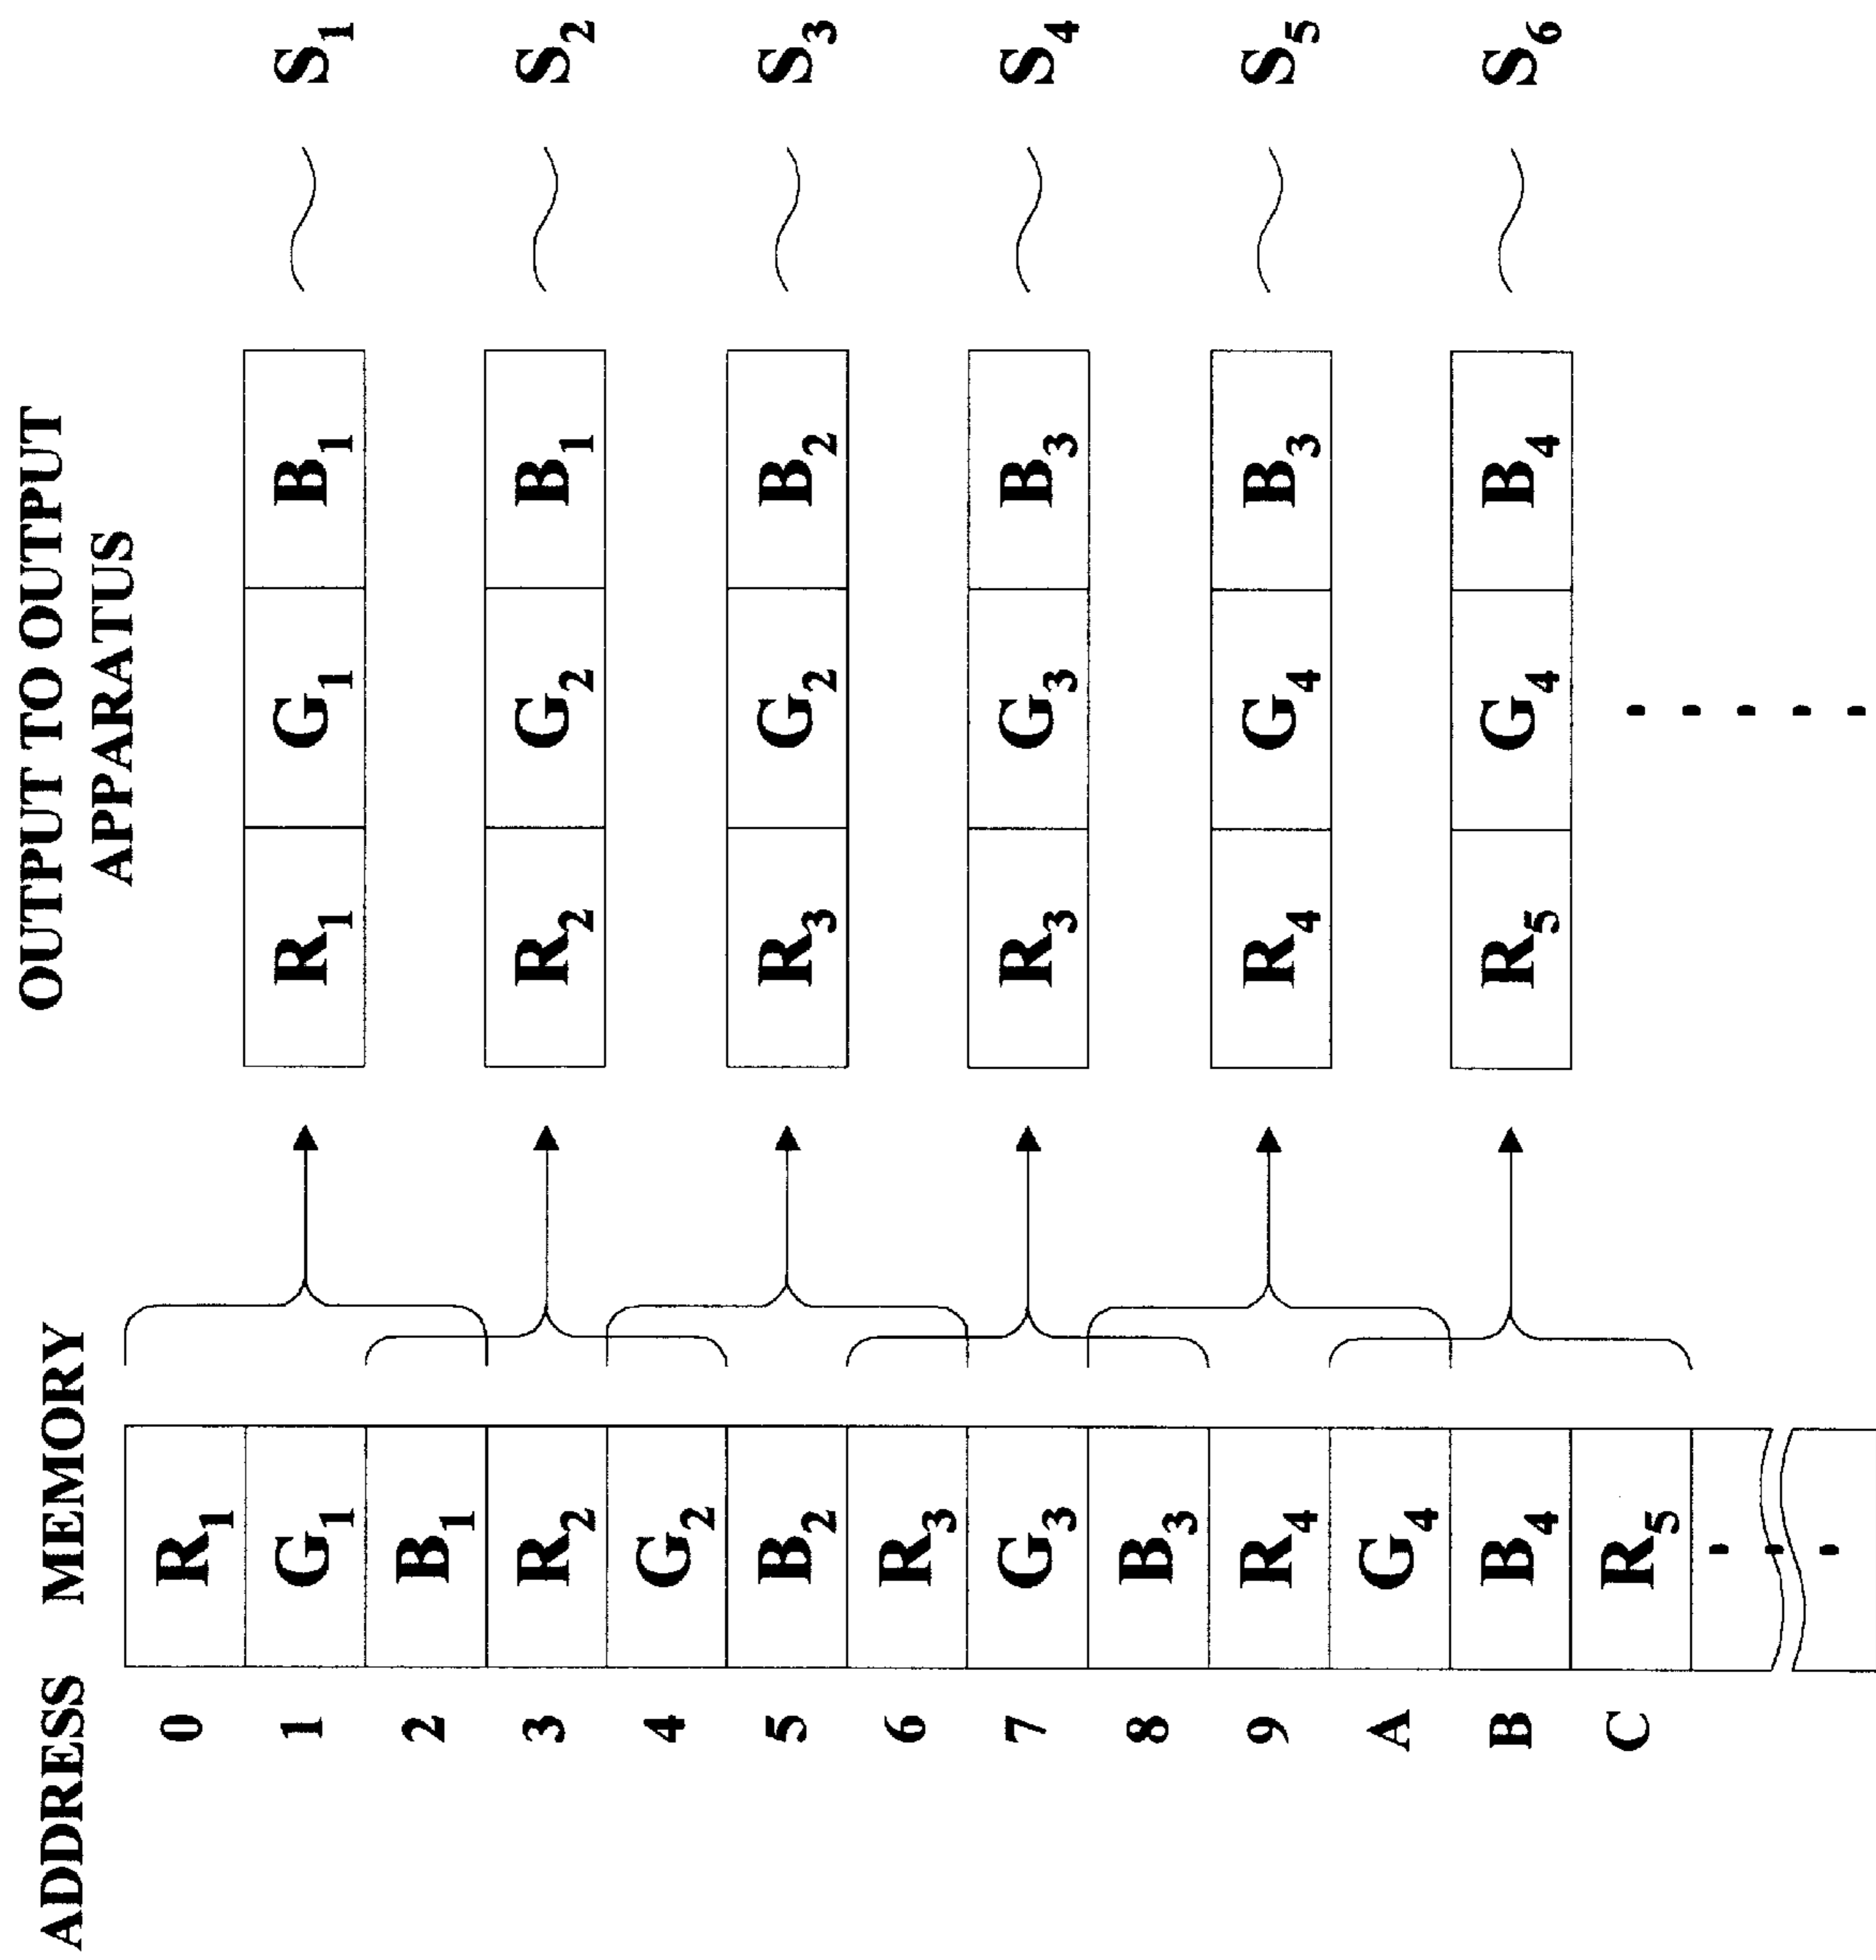 OUTPUT TO OUTPUT
APPARATUS
ADDRESS MEMORY
0 R1
1 G1
2 B1
3 R2
4 G2
5 B2
6 R3
7 G3
8 B3
9 R4
A G4
B B4
C R5
R1 G1 B1 S1
R2 G2 B1 S2
R3 G2 B2 S3
R3 G3 B3 S4
R4 G4 B3 S5
R5 G4 B4 S6